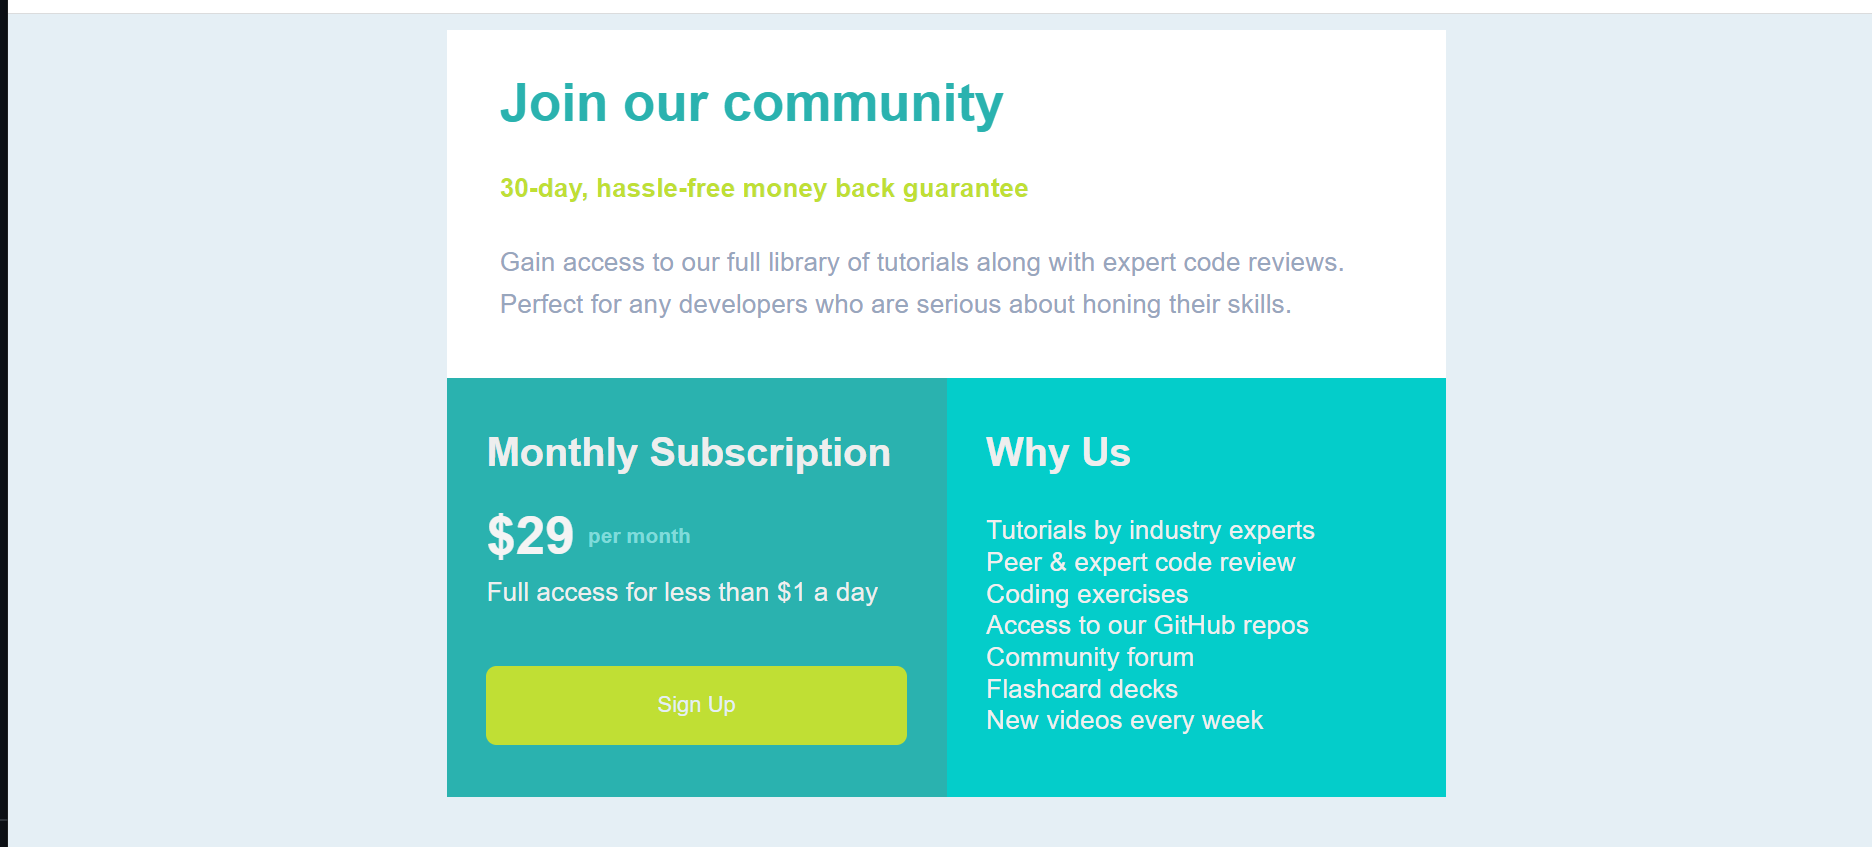 Join our community
30-day, hassle-free money back guarantee
Gain access to our full library of tutorials along with expert code reviews.
Perfect for any developers who are serious about honing their skills.
Monthly Subscription
$29 per month
Full access for less than $1 a day
Sign Up
Why Us
Tutorials by industry experts
Peer & expert code review
Coding exercises
Access to our GitHub repos
Community forum
Flashcard decks
New videos every week